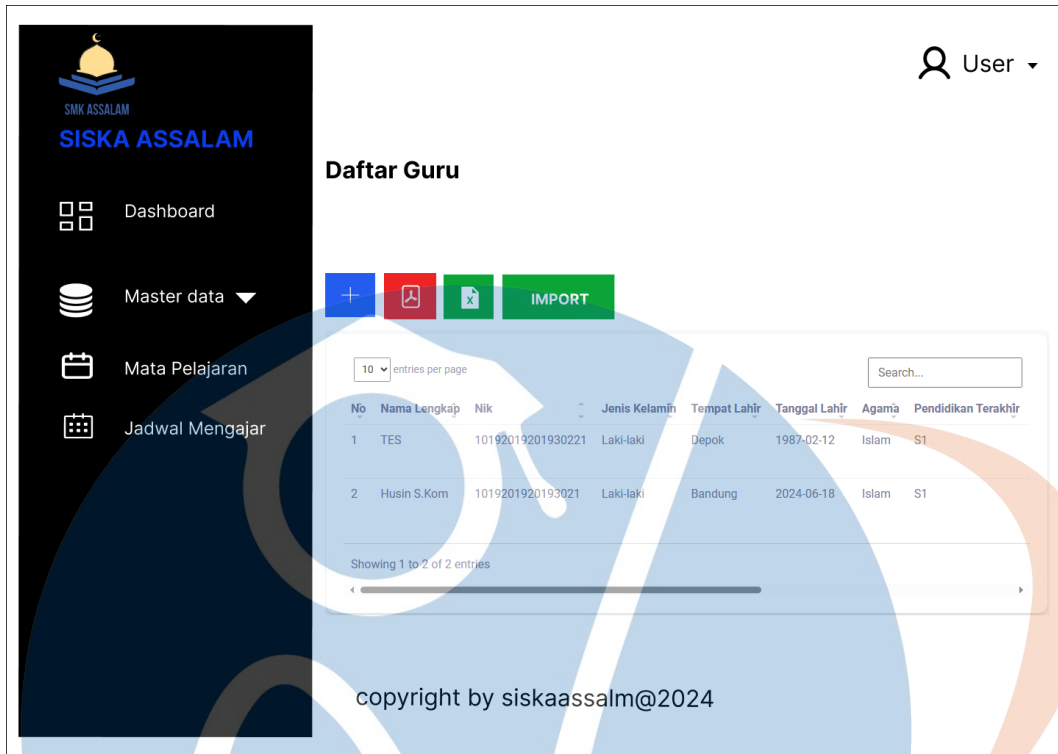 SMK ASSALAM
SISKA ASSALAM
Dashboard
Master data
Mata Pelajaran
Jadwal Mengajar
User
Daftar Guru
IMPORT
10 entries per page
Search...
No Nama Lengkap Nik Jenis Kelamin Tempat Lahir Tanggal Lahir Agama Pendidikan Terakhir
1 TES 10192019201930221 Laki-laki Depok 1987-02-12 Islam S1
2 Husin S.Kom 1019201920193021 Laki-laki Bandung 2024-06-18 Islam S1
Showing 1 to 2 of 2 entries
copyright by siskaassalm@2024